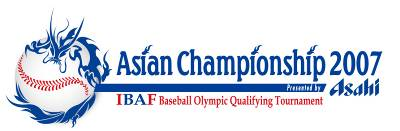 Asian Championship 2007
Presented by Asahi
IBAF Baseball Olympic Qualifying Tournament